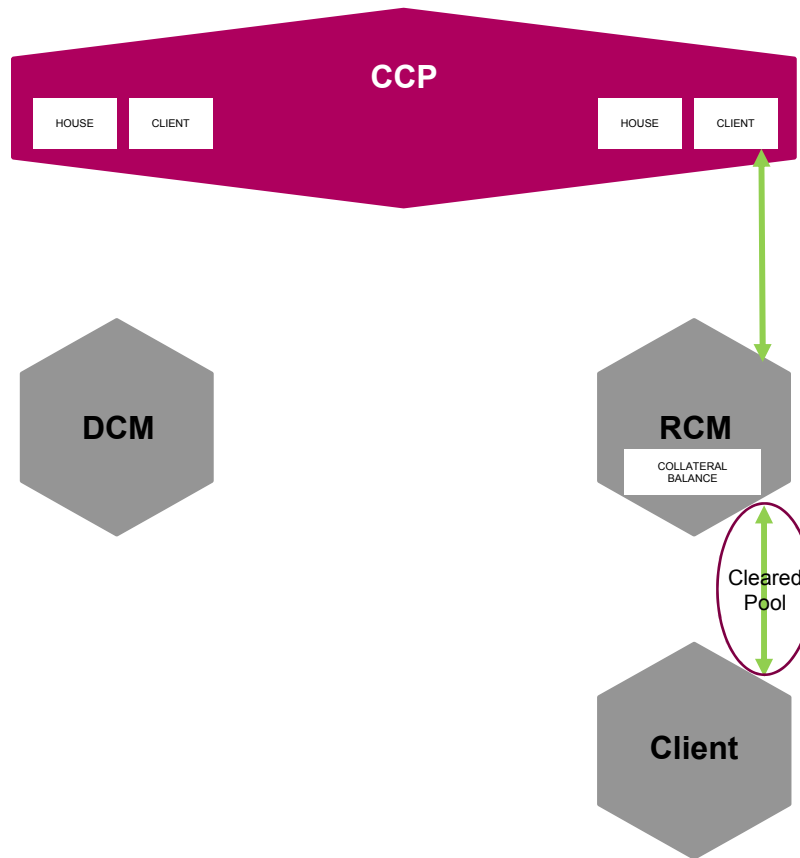 CCP
HOUSE
CLIENT
HOUSE
CLIENT
DCM
RCM
COLLATERAL
BALANCE
Cleared
Pool
Client